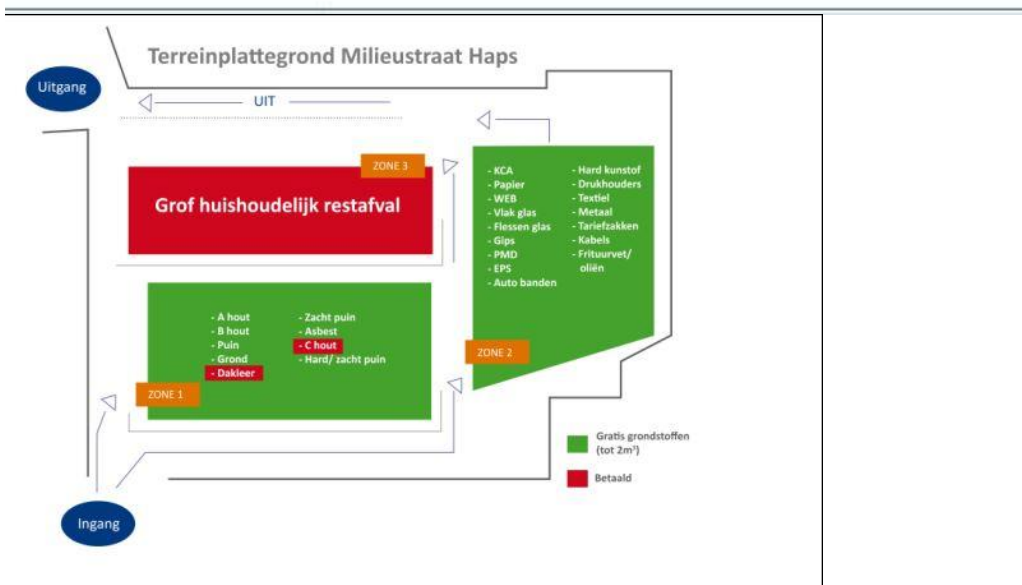 Terreinplattegrond Milieustraat Haps
Uitgang
UIT
ZONE 3
Grof huishoudelijk restafval
- KCA
- Papier
- WEB
- Vlak glas
- Flessen glas
- Gips
- PMD
- EPS
- Auto banden
- Hard kunstof
- Drukhouders
- Textiel
- Metaal
- Tariefzakken
- Kabels
- Frituurvet/
oliën
ZONE 2
- A hout
- B hout
- Puin
- Grond
- Dakleer
- Zacht puin
- Asbest
- C hout
- Hard/ zacht puin
ZONE 1
Gratis grondstoffen
(tot 2m³)
Betaald
Ingang